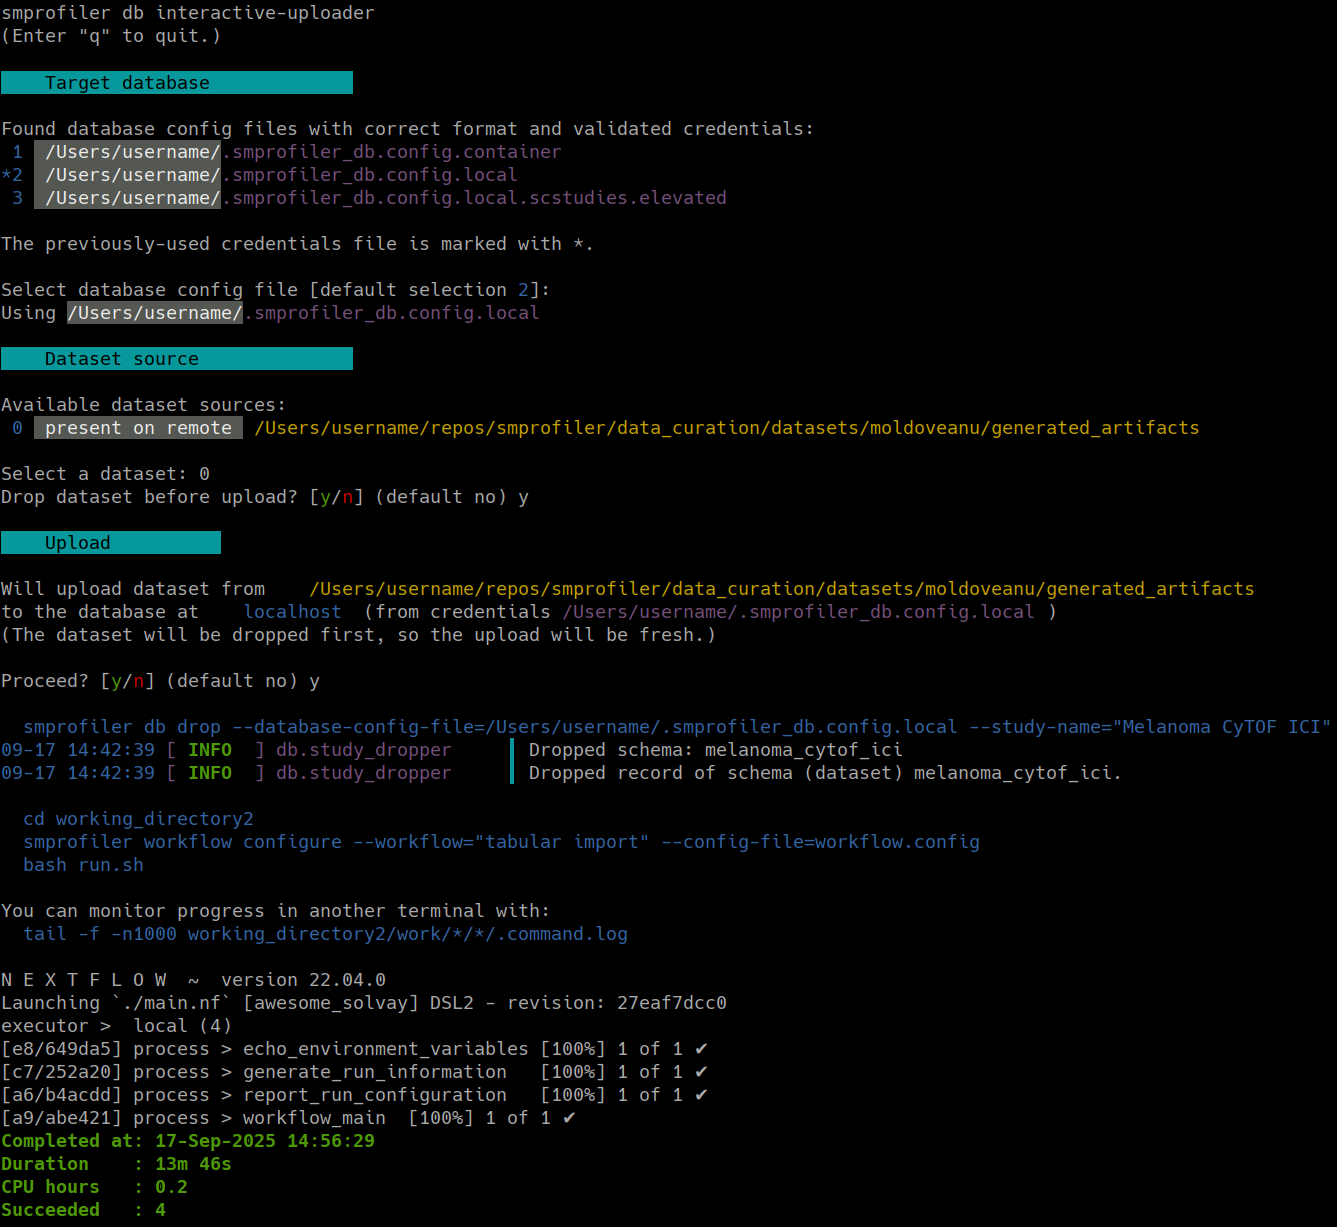 smprofiler db interactive-uploader
(Enter "q" to quit.)
Target database
Found database config files with correct format and validated credentials:
1 /Users/username/.smprofiler_db.config.container
*2 /Users/username/.smprofiler_db.config.local
3 /Users/username/.smprofiler_db.config.local.scstudies.elevated
The previously-used credentials file is marked with *.
Select database config file [default selection 2]:
Using /Users/username/.smprofiler_db.config.local
Dataset source
Available dataset sources:
0 present on remote /Users/username/repos/smprofiler/data_curation/datasets/moldoveanu/generated_artifacts
Select a dataset: 0
Drop dataset before upload? [y/n] (default no) y
Upload
Will upload dataset from /Users/username/repos/smprofiler/data_curation/datasets/moldoveanu/generated_artifacts
to the database at localhost (from credentials /Users/username/.smprofiler_db.config.local )
(The dataset will be dropped first, so the upload will be fresh.)
Proceed? [y/n] (default no) y
smprofiler db drop --database-config-file=/Users/username/.smprofiler_db.config.local --study-name="Melanoma CyTOF ICI"
09-17 14:42:39 [ INFO ] db.study_dropper Dropped schema: melanoma_cytof_ici
09-17 14:42:39 [ INFO ] db.study_dropper Dropped record of schema (dataset) melanoma_cytof_ici.
cd working_directory2
smprofiler workflow configure --workflow="tabular import" --config-file=workflow.config
bash run.sh
You can monitor progress in another terminal with:
tail -f -n1000 working_directory2/work/*/*/.command.log
N E X T F L O W ~ version 22.04.0
Launching `./main.nf` [awesome_solvay] DSL2 - revision: 27eaf7dcc0
executor > local (4)
[e8/649da5] process > echo_environment_variables [100%] 1 of 1 ✔
[c7/252a20] process > generate_run_information [100%] 1 of 1 ✔
[a6/b4acdd] process > report_run_configuration [100%] 1 of 1 ✔
[a9/abe421] process > workflow_main [100%] 1 of 1 ✔
Completed at: 17-Sep-2025 14:56:29
Duration : 13m 46s
CPU hours : 0.2
Succeeded : 4